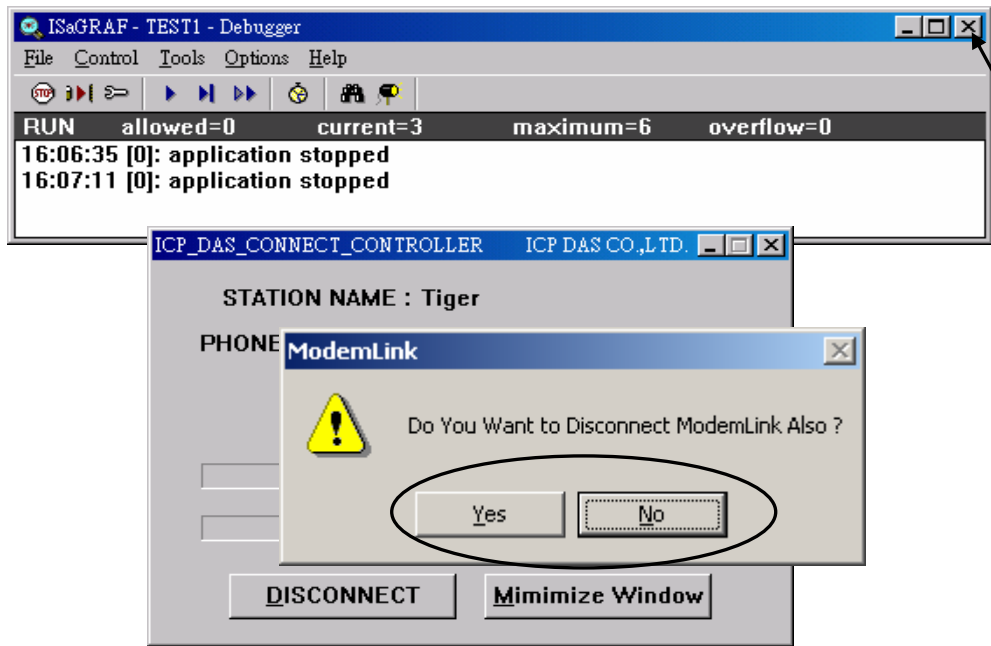 ISaGRAF - TEST1 - Debugger
File Control Tools Options Help
STOP
RUN allowed=0 current=3 maximum=6 overflow=0
16:06:35 [0]: application stopped
16:07:11 [0]: application stopped
ICP_DAS_CONNECT_CONTROLLER ICP DAS CO.,LTD.
STATION NAME : Tiger
PHONE
ModemLink
Do You Want to Disconnect ModemLink Also ?
Yes No
DISCONNECT Mimimize Window